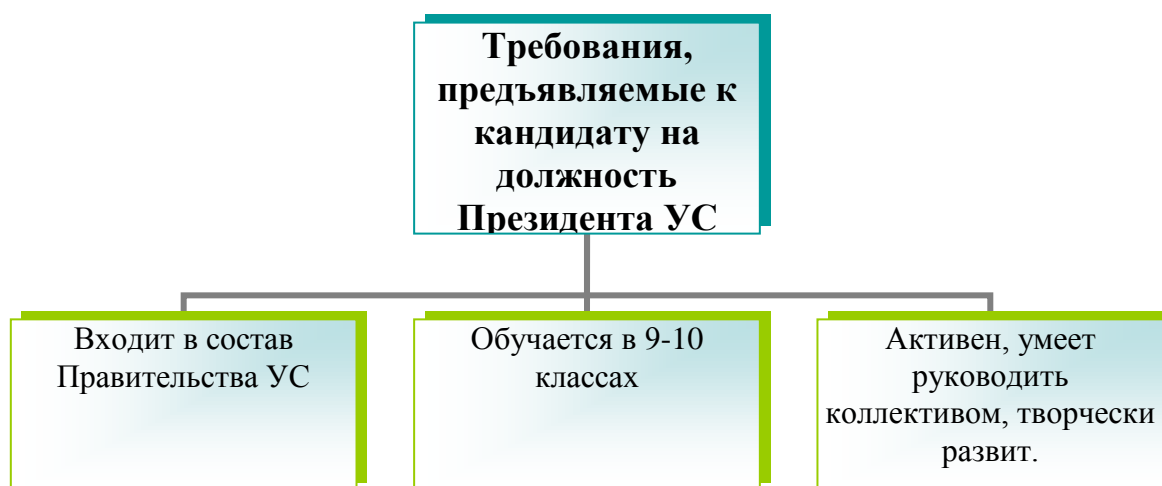 Требования,
предъявляемые к
кандидату на
должность
Президента УС
Входит в состав
Правительства УС
Обучается в 9-10
классах
Активен, умеет
руководить
коллективом, творчески
развит.